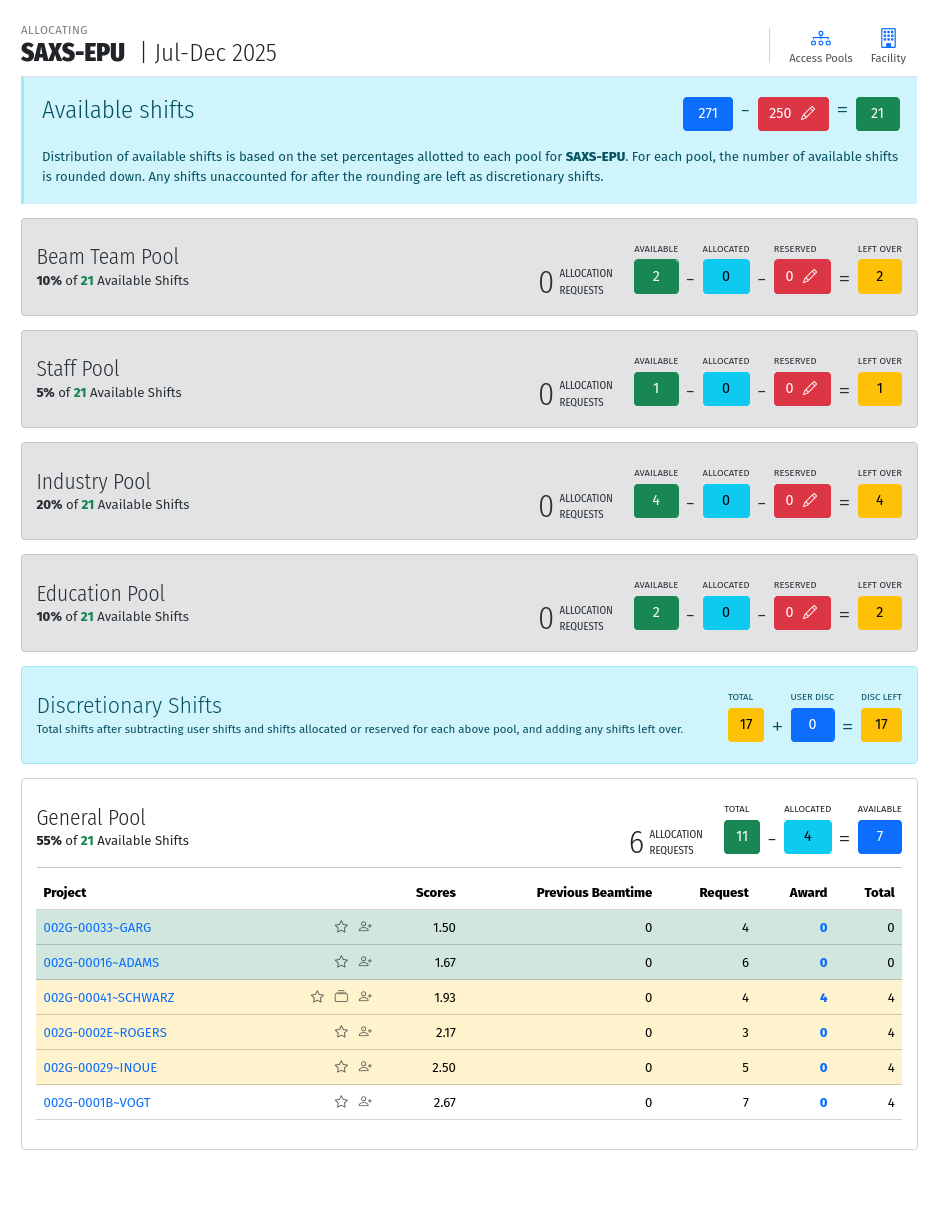 ALLOCATING
SAXS-EPU | Jul-Dec 2025
Access Pools
Facility
Available shifts
271 - 250 = 21
Distribution of available shifts is based on the set percentages allotted to each pool for SAXS-EPU. For each pool, the number of available shifts
is rounded down. Any shifts unaccounted for after the rounding are left as discretionary shifts.
Beam Team Pool
10% of 21 Available Shifts
0 ALLOCATION REQUESTS
AVAILABLE ALLOCATED RESERVED LEFT OVER
2 - 0 - 0 = 2
Staff Pool
5% of 21 Available Shifts
0 ALLOCATION REQUESTS
AVAILABLE ALLOCATED RESERVED LEFT OVER
1 - 0 - 0 = 1
Industry Pool
20% of 21 Available Shifts
0 ALLOCATION REQUESTS
AVAILABLE ALLOCATED RESERVED LEFT OVER
4 - 0 - 0 = 4
Education Pool
10% of 21 Available Shifts
0 ALLOCATION REQUESTS
AVAILABLE ALLOCATED RESERVED LEFT OVER
2 - 0 - 0 = 2
Discretionary Shifts
Total shifts after subtracting user shifts and shifts allocated or reserved for each above pool, and adding any shifts left over.
TOTAL USER DISC DISC LEFT
17 + 0 = 17
General Pool
55% of 21 Available Shifts
6 ALLOCATION REQUESTS
TOTAL ALLOCATED AVAILABLE
11 - 4 = 7
Project Scores Previous Beamtime Request Award Total
002G-00033~GARG 1.50 0 4 0 0
002G-00016~ADAMS 1.67 0 6 0 0
002G-00041~SCHWARZ 1.93 0 4 4 4
002G-0002E~ROGERS 2.17 0 3 0 4
002G-00029~INOUE 2.50 0 5 0 4
002G-0001B~VOGT 2.67 0 7 0 4